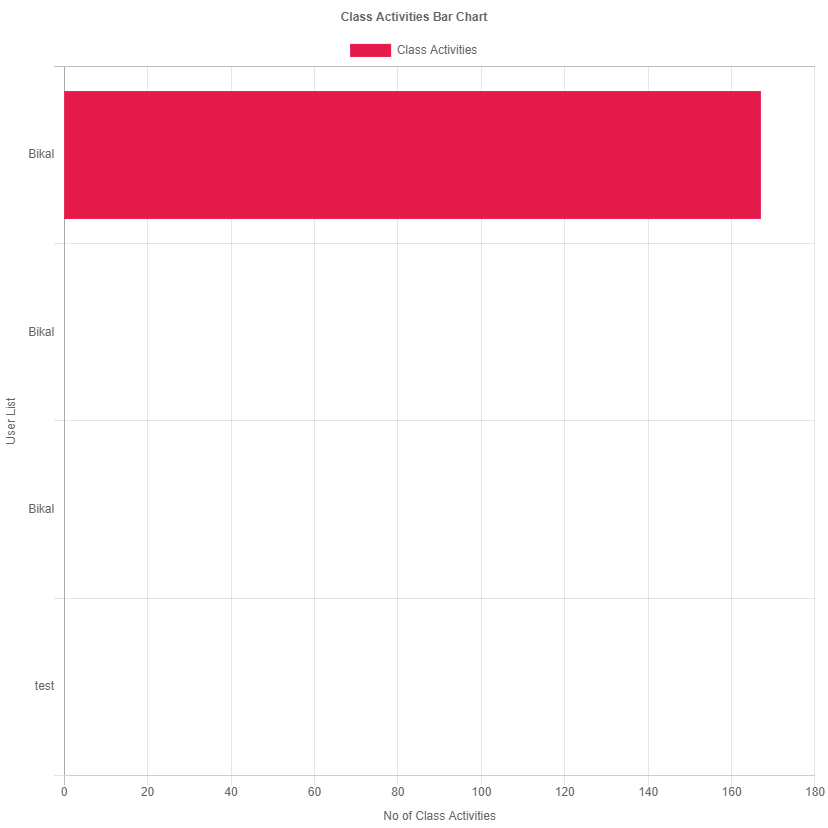 Class Activities Bar Chart
Class Activities
Bikal
Bikal
User List
Bikal
test
0 20 40 60 80 100 120 140 160 180
No of Class Activities